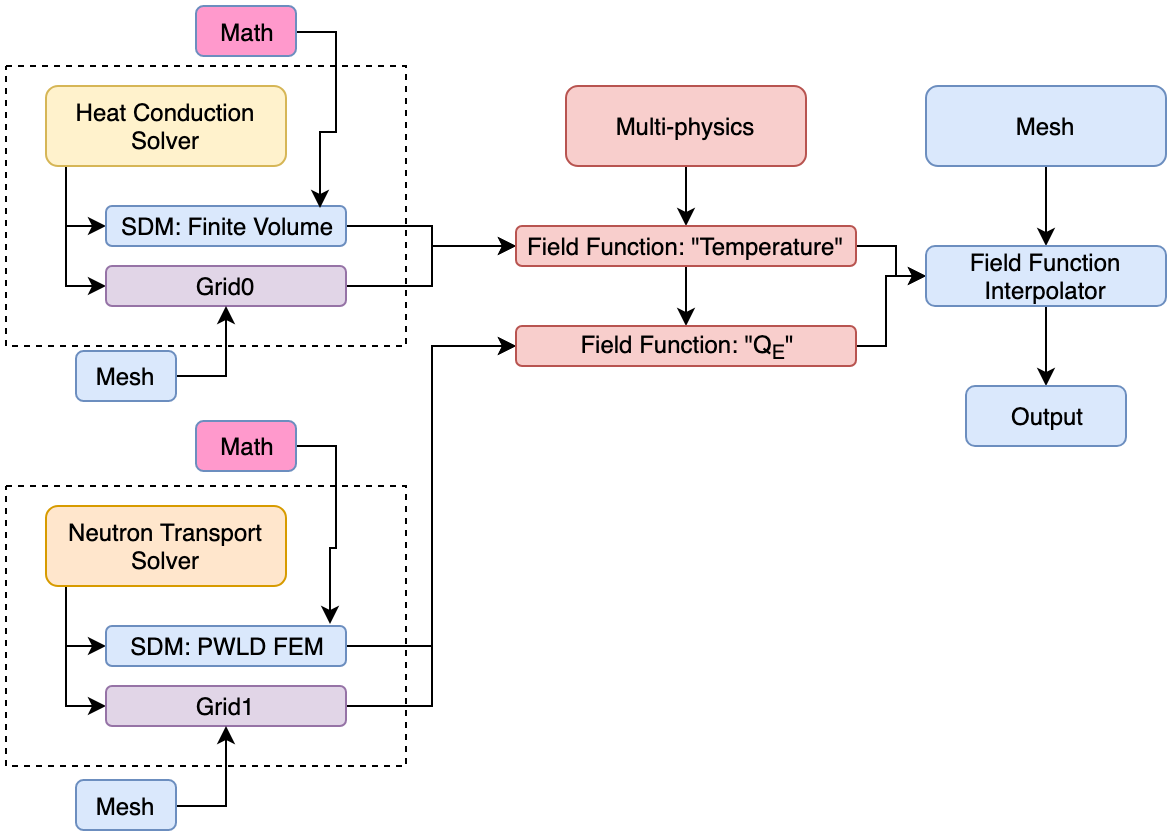 Math
Heat Conduction
Solver
SDM: Finite Volume
Grid0
Mesh
Math
Neutron Transport
Solver
SDM: PWLD FEM
Grid1
Mesh
Multi-physics
Field Function: "Temperature"
Field Function: "QE"
Mesh
Field Function
Interpolator
Output